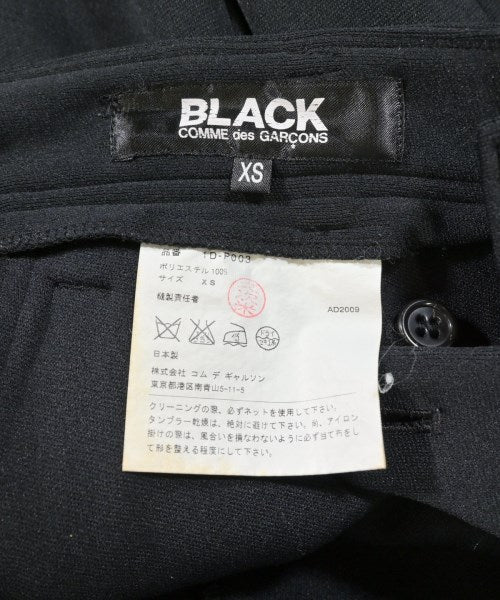 BLACK
COMME des GARÇONS
XS
品番 1D-P003
ポリエステル100%
サイズ XS
縫製責任者
AD2009
日本製
株式会社 コム デ ギャルソン
東京都港区南青山5-11-5
クリーニングの際、必ずネットを使用して下さい。
タンブラー乾燥は、絶対に避けて下さい。尚、アイロン
掛けの際は、風合いを損なわないように必ず当て布をし
て形を整える程度にして下さい。